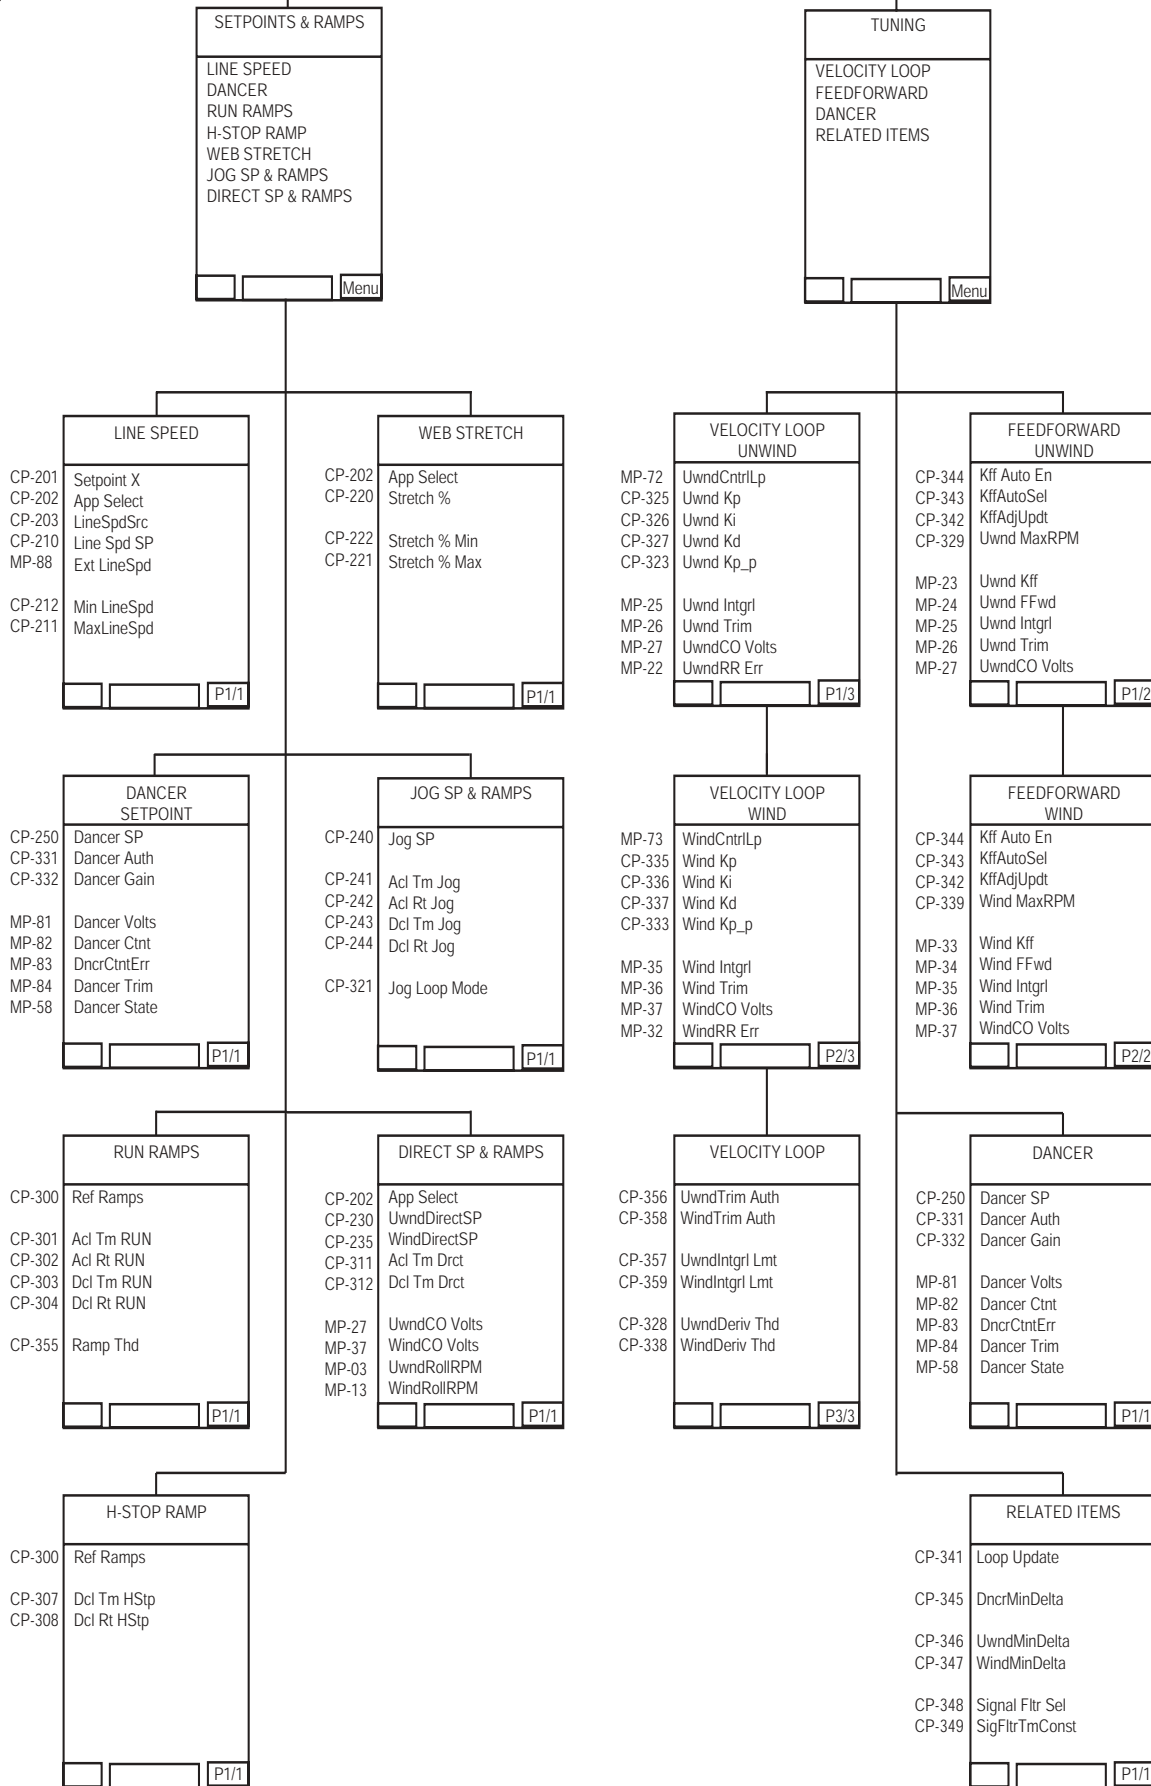 SETPOINTS & RAMPS
LINE SPEED
DANCER
RUN RAMPS
H-STOP RAMP
WEB STRETCH
JOG SP & RAMPS
DIRECT SP & RAMPS
Menu
TUNING
VELOCITY LOOP
FEEDFORWARD
DANCER
RELATED ITEMS
Menu
LINE SPEED
CP-201 Setpoint X
CP-202 App Select
CP-203 LineSpdSrc
CP-210 Line Spd SP
MP-88 Ext LineSpd
CP-212 Min LineSpd
CP-211 MaxLineSpd
P1/1
WEB STRETCH
CP-202 App Select
CP-220 Stretch %
CP-222 Stretch % Min
CP-221 Stretch % Max
P1/1
VELOCITY LOOP
UNWIND
MP-72 UwndCntrlLp
CP-325 Uwnd Kp
CP-326 Uwnd Ki
CP-327 Uwnd Kd
CP-323 Uwnd Kp_p
MP-25 Uwnd Intgrl
MP-26 Uwnd Trim
MP-27 UwndCO Volts
MP-22 UwndRR Err
P1/3
FEEDFORWARD
UNWIND
CP-344 Kff Auto En
CP-343 KffAutoSel
CP-342 KffAdjUpdt
CP-329 Uwnd MaxRPM
MP-23 Uwnd Kff
MP-24 Uwnd FFwd
MP-25 Uwnd Intgrl
MP-26 Uwnd Trim
MP-27 UwndCO Volts
P1/2
DANCER
SETPOINT
CP-250 Dancer SP
CP-331 Dancer Auth
CP-332 Dancer Gain
MP-81 Dancer Volts
MP-82 Dancer Ctnt
MP-83 DncrCtntErr
MP-84 Dancer Trim
MP-58 Dancer State
P1/1
JOG SP & RAMPS
CP-240 Jog SP
CP-241 Acl Tm Jog
CP-242 Acl Rt Jog
CP-243 Dcl Tm Jog
CP-244 Dcl Rt Jog
CP-321 Jog Loop Mode
P1/1
VELOCITY LOOP
WIND
MP-73 WindCntrlLp
CP-335 Wind Kp
CP-336 Wind Ki
CP-337 Wind Kd
CP-333 Wind Kp_p
MP-35 Wind Intgrl
MP-36 Wind Trim
MP-37 WindCO Volts
MP-32 WindRR Err
P2/3
FEEDFORWARD
WIND
CP-344 Kff Auto En
CP-343 KffAutoSel
CP-342 KffAdjUpdt
CP-339 Wind MaxRPM
MP-33 Wind Kff
MP-34 Wind FFwd
MP-35 Wind Intgrl
MP-36 Wind Trim
MP-37 WindCO Volts
P2/2
RUN RAMPS
CP-300 Ref Ramps
CP-301 Acl Tm RUN
CP-302 Acl Rt RUN
CP-303 Dcl Tm RUN
CP-304 Dcl Rt RUN
CP-355 Ramp Thd
P1/1
DIRECT SP & RAMPS
CP-202 App Select
CP-230 UwndDirectSP
CP-235 WindDirectSP
CP-311 Acl Tm Drct
CP-312 Dcl Tm Drct
MP-27 UwndCO Volts
MP-37 WindCO Volts
MP-03 UwndRollRPM
MP-13 WindRollRPM
P1/1
VELOCITY LOOP
CP-356 UwndTrim Auth
CP-358 WindTrim Auth
CP-357 UwndIntgrl Lmt
CP-359 WindIntgrl Lmt
CP-328 UwndDeriv Thd
CP-338 WindDeriv Thd
P3/3
DANCER
CP-250 Dancer SP
CP-331 Dancer Auth
CP-332 Dancer Gain
MP-81 Dancer Volts
MP-82 Dancer Ctnt
MP-83 DncrCtntErr
MP-84 Dancer Trim
MP-58 Dancer State
P1/1
H-STOP RAMP
CP-300 Ref Ramps
CP-307 Dcl Tm HStp
CP-308 Dcl Rt HStp
P1/1
RELATED ITEMS
CP-341 Loop Update
CP-345 DncrMinDelta
CP-346 UwndMinDelta
CP-347 WindMinDelta
CP-348 Signal Fltr Sel
CP-349 SigFltrTmConst
P1/1